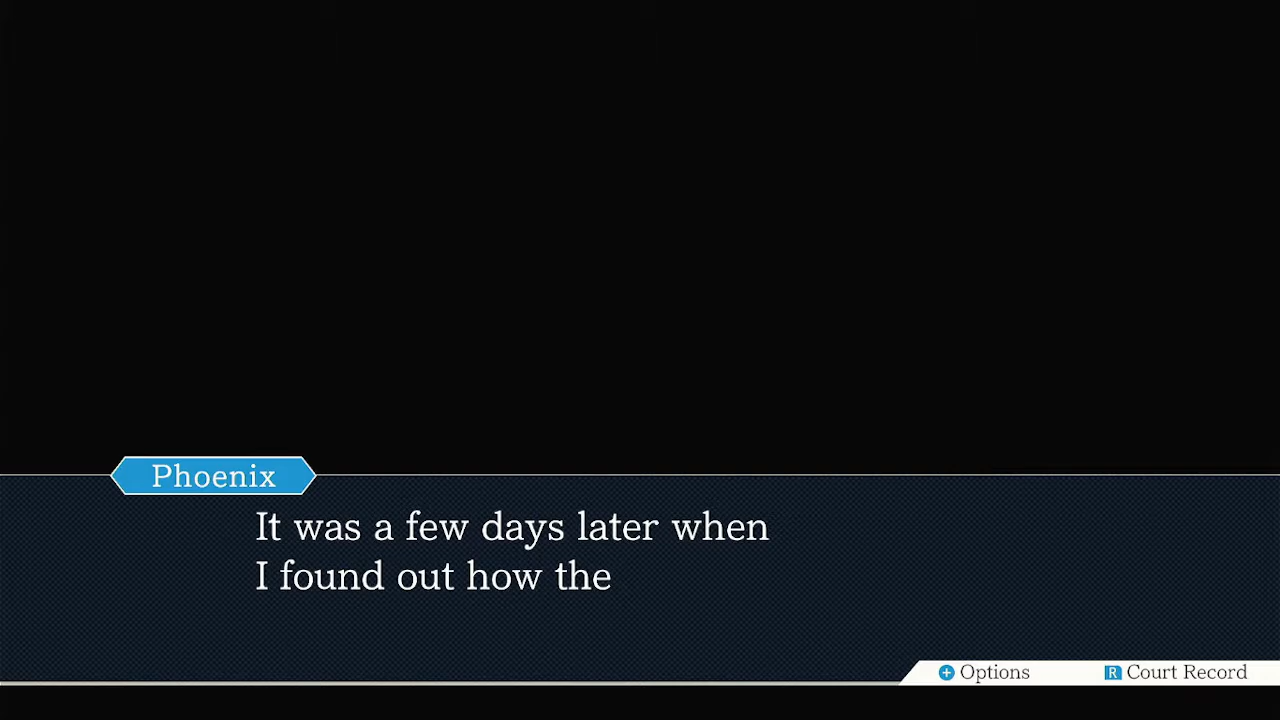 Phoenix
It was a few days later when
I found out how the
+ Options
R Court Record